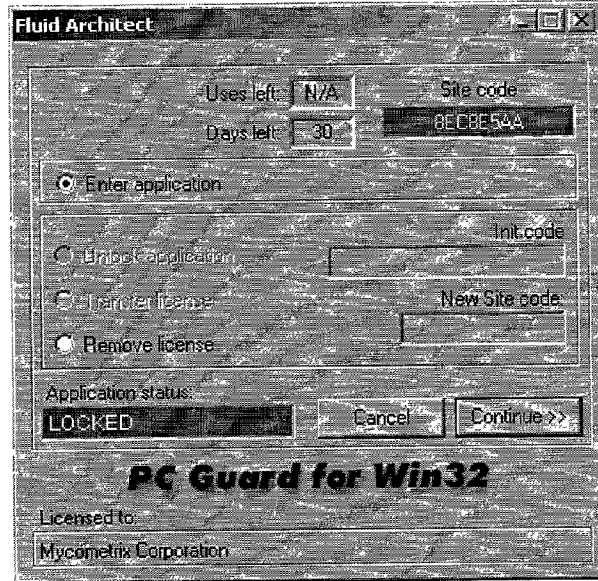 Fluid Architect
Uses left: N/A
Site code
Days left: 30
8EC8E5AA
Enter application
Init code
Unlock application
Transfer license
New Site code:
Remove license
Application status:
LOCKED
Cancel
Continue >>
PC Guard for Win32
Licensed to:
Mycometrix Corporation